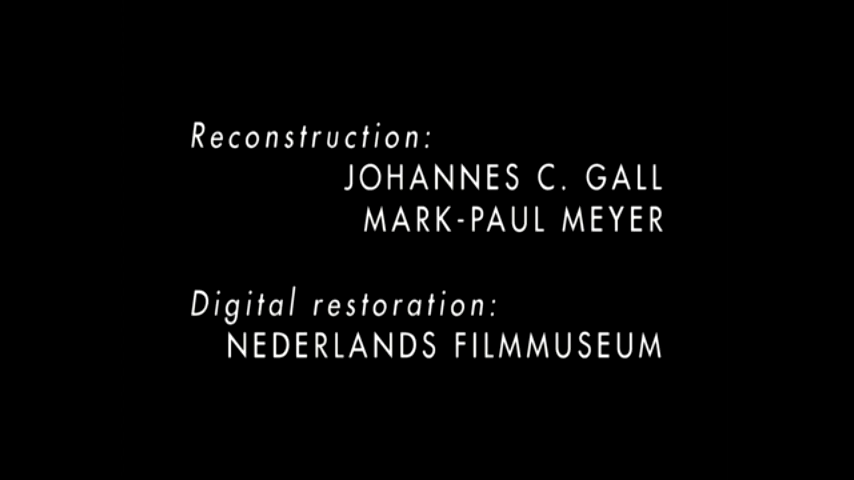 Reconstruction:
JOHANNES C. GALL
MARK-PAUL MEYER
Digital restoration:
NEDERLANDS FILMMUSEUM